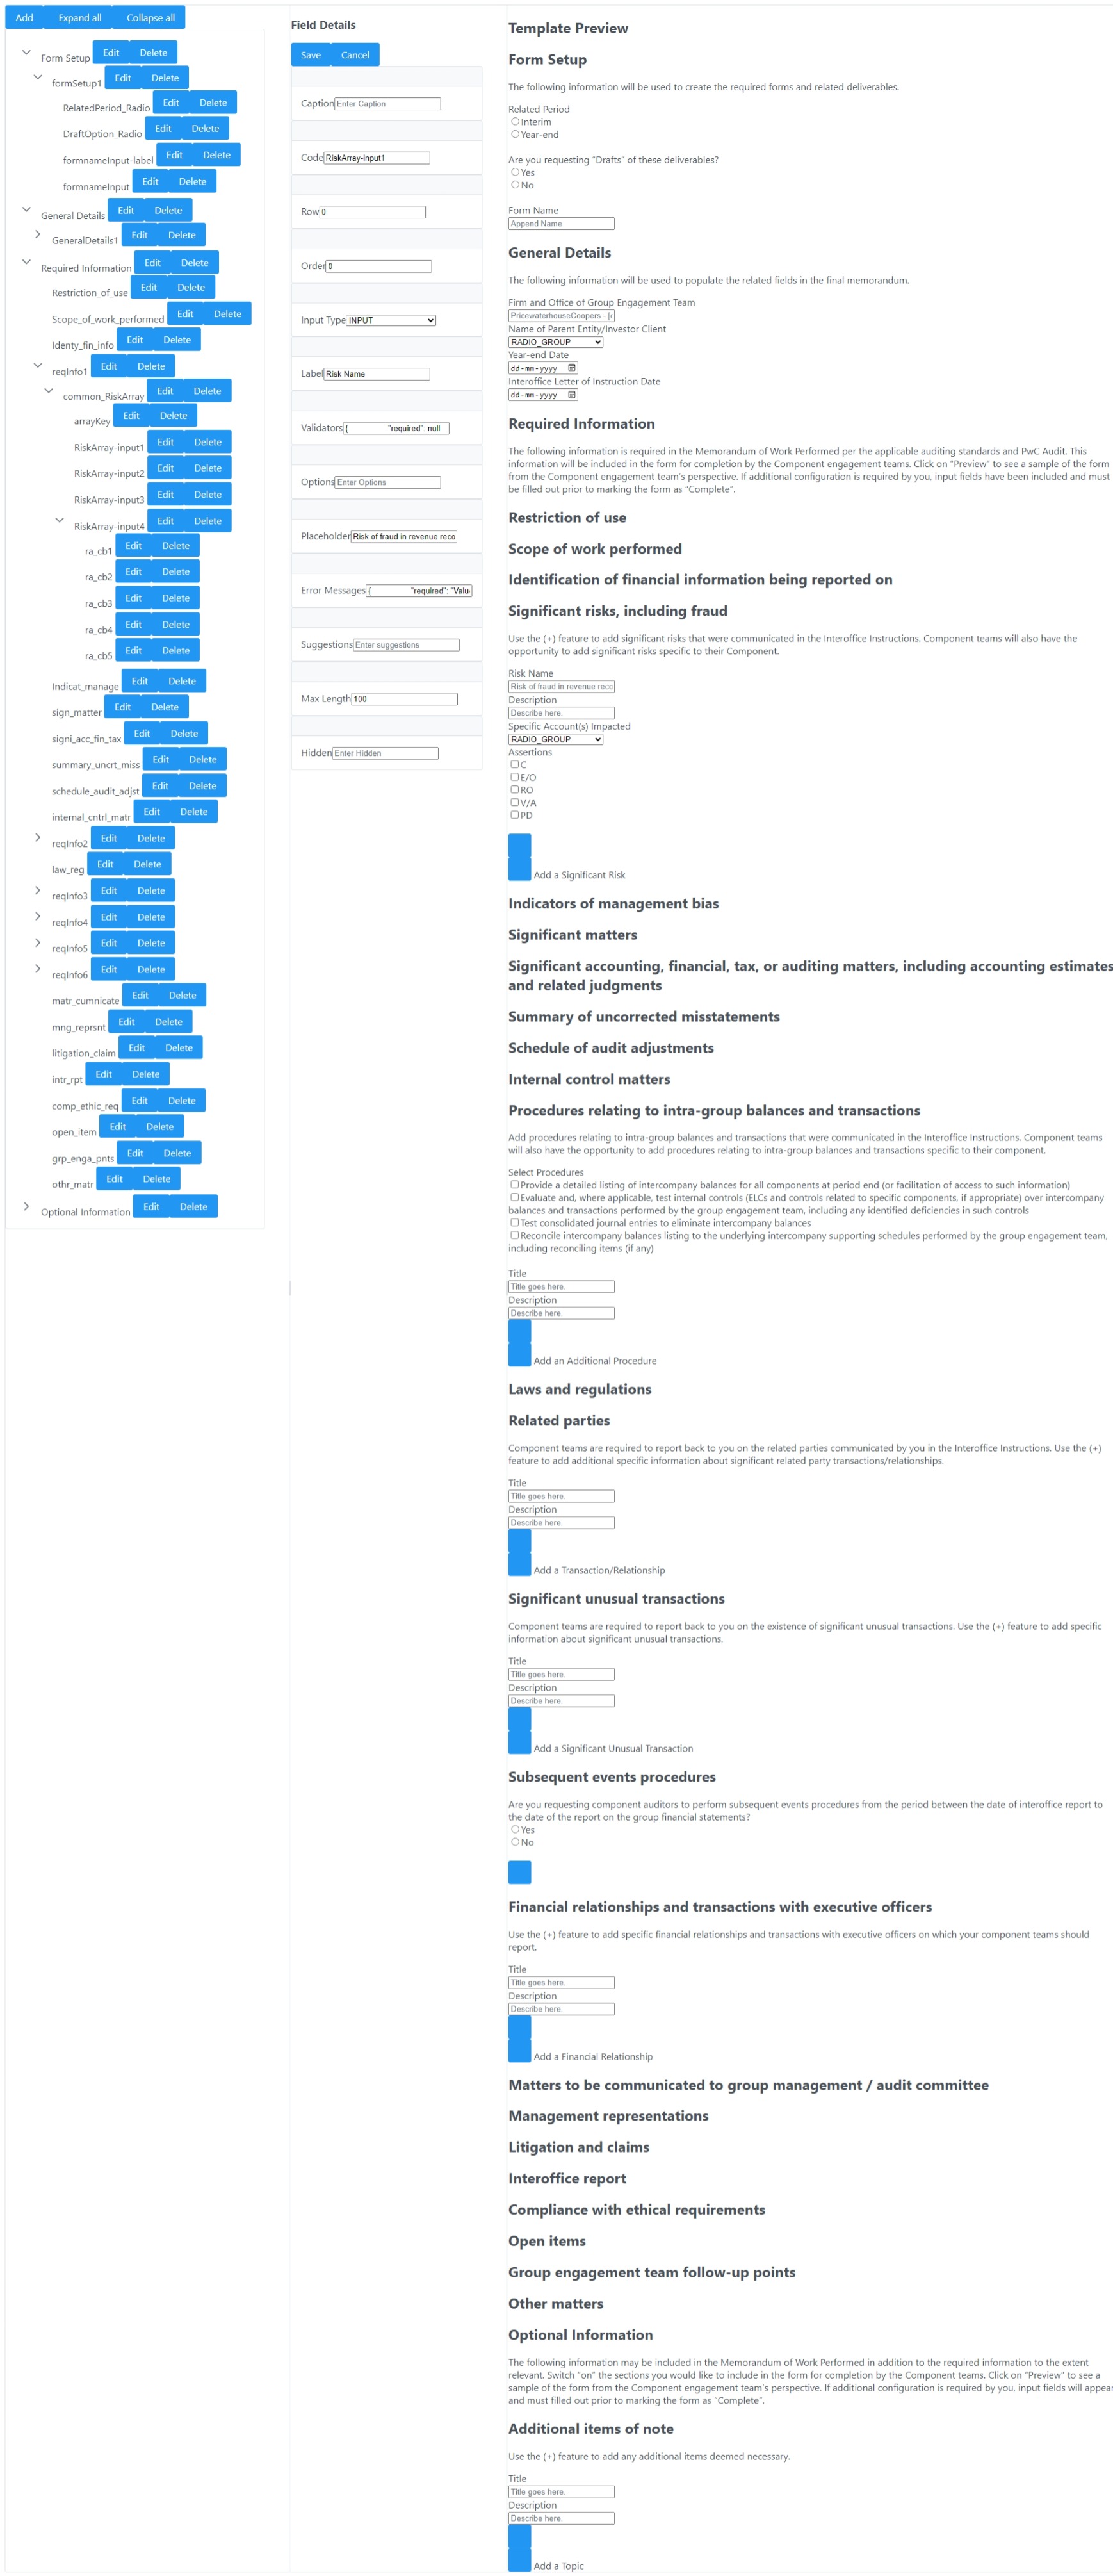 Add Expand all Collapse all
Form Setup Edit Delete
formSetup1 Edit Delete
RelatedPeriod_Radio Edit Delete
DraftOption_Radio Edit Delete
formnameInput-label Edit Delete
formnameInput Edit Delete
General Details Edit Delete
GeneralDetails1 Edit Delete
Required Information Edit Delete
Restriction_of_use Edit Delete
Scope_of_work_performed Edit Delete
Identy_fin_info Edit Delete
reqInfo1 Edit Delete
common_RiskArray Edit Delete
arrayKey Edit Delete
RiskArray-input1 Edit Delete
RiskArray-input2 Edit Delete
RiskArray-input3 Edit Delete
RiskArray-input4 Edit Delete
ra_cb1 Edit Delete
ra_cb2 Edit Delete
ra_cb3 Edit Delete
ra_cb4 Edit Delete
ra_cb5 Edit Delete
Indicat_manage Edit Delete
sign_matter Edit Delete
signi_acc_fin_tax Edit Delete
summary_uncrt_miss Edit Delete
schedule_audit_adjst Edit Delete
internal_cntrl_matr Edit Delete
reqInfo2 Edit Delete
law_reg Edit Delete
reqInfo3 Edit Delete
reqInfo4 Edit Delete
reqInfo5 Edit Delete
reqInfo6 Edit Delete
matr_cumnicate Edit Delete
mng_reprsnt Edit Delete
litigation_claim Edit Delete
intr_rpt Edit Delete
comp_ethic_req Edit Delete
open_item Edit Delete
grp_enga_pnts Edit Delete
othr_matr Edit Delete
Optional Information Edit Delete
Field Details
Save Cancel
Caption Enter Caption
Code RiskArray-input1
Row 0
Order 0
Input Type INPUT
Label Risk Name
Validators { "required": null
Options Enter Options
Placeholder Risk of fraud in revenue reco
Error Messages { "required": "Valu
Suggestions Enter suggestions
Max Length 100
Hidden Enter Hidden
Template Preview
Form Setup
The following information will be used to create the required forms and related deliverables.
Related Period
Interim
Year-end
Are you requesting "Drafts" of these deliverables?
Yes
No
Form Name
Append Name
General Details
The following information will be used to populate the related fields in the final memorandum.
Firm and Office of Group Engagement Team
PricewaterhouseCoopers - [c
Name of Parent Entity/Investor Client
RADIO_GROUP
Year-end Date
dd-mm-yyyy
Interoffice Letter of Instruction Date
dd-mm-yyyy
Required Information
The following information is required in the Memorandum of Work Performed per the applicable auditing standards and PwC Audit. This
information will be included in the form for completion by the Component engagement teams. Click on "Preview" to see a sample of the form
from the Component engagement team's perspective. If additional configuration is required by you, input fields have been included and must
be filled out prior to marking the form as "Complete".
Restriction of use
Scope of work performed
Identification of financial information being reported on
Significant risks, including fraud
Use the (+) feature to add significant risks that were communicated in the Interoffice Instructions. Component teams will also have the
opportunity to add significant risks specific to their Component.
Risk Name
Risk of fraud in revenue reco
Description
Describe here.
Specific Account(s) Impacted
RADIO_GROUP
Assertions
C
E/O
RO
V/A
PD
Add a Significant Risk
Indicators of management bias
Significant matters
Significant accounting, financial, tax, or auditing matters, including accounting estimates
and related judgments
Summary of uncorrected misstatements
Schedule of audit adjustments
Internal control matters
Procedures relating to intra-group balances and transactions
Add procedures relating to intra-group balances and transactions that were communicated in the Interoffice Instructions. Component teams
will also have the opportunity to add procedures relating to intra-group balances and transactions specific to their component.
Select Procedures
Provide a detailed listing of intercompany balances for all components at period end (or facilitation of access to such information)
Evaluate and, where applicable, test internal controls (ELCs and controls related to specific components, if appropriate) over intercompany
balances and transactions performed by the group engagement team, including any identified deficiencies in such controls
Test consolidated journal entries to eliminate intercompany balances
Reconcile intercompany balances listing to the underlying intercompany supporting schedules performed by the group engagement team,
including reconciling items (if any)
Title
Title goes here.
Description
Describe here.
Add an Additional Procedure
Laws and regulations
Related parties
Component teams are required to report back to you on the related parties communicated by you in the Interoffice Instructions. Use the (+)
feature to add additional specific information about significant related party transactions/relationships.
Title
Title goes here.
Description
Describe here.
Add a Transaction/Relationship
Significant unusual transactions
Component teams are required to report back to you on the existence of significant unusual transactions. Use the (+) feature to add specific
information about significant unusual transactions.
Title
Title goes here.
Description
Describe here.
Add a Significant Unusual Transaction
Subsequent events procedures
Are you requesting component auditors to perform subsequent events procedures from the period between the date of interoffice report to
the date of the report on the group financial statements?
Yes
No
Financial relationships and transactions with executive officers
Use the (+) feature to add specific financial relationships and transactions with executive officers on which your component teams should
report.
Title
Title goes here.
Description
Describe here.
Add a Financial Relationship
Matters to be communicated to group management / audit committee
Management representations
Litigation and claims
Interoffice report
Compliance with ethical requirements
Open items
Group engagement team follow-up points
Other matters
Optional Information
The following information may be included in the Memorandum of Work Performed in addition to the required information to the extent
relevant. Switch "on" the sections you would like to include in the form for completion by the Component teams. Click on "Preview" to see a
sample of the form from the Component engagement team's perspective. If additional configuration is required by you, input fields will appear
and must filled out prior to marking the form as "Complete".
Additional items of note
Use the (+) feature to add any additional items deemed necessary.
Title
Title goes here.
Description
Describe here.
Add a Topic